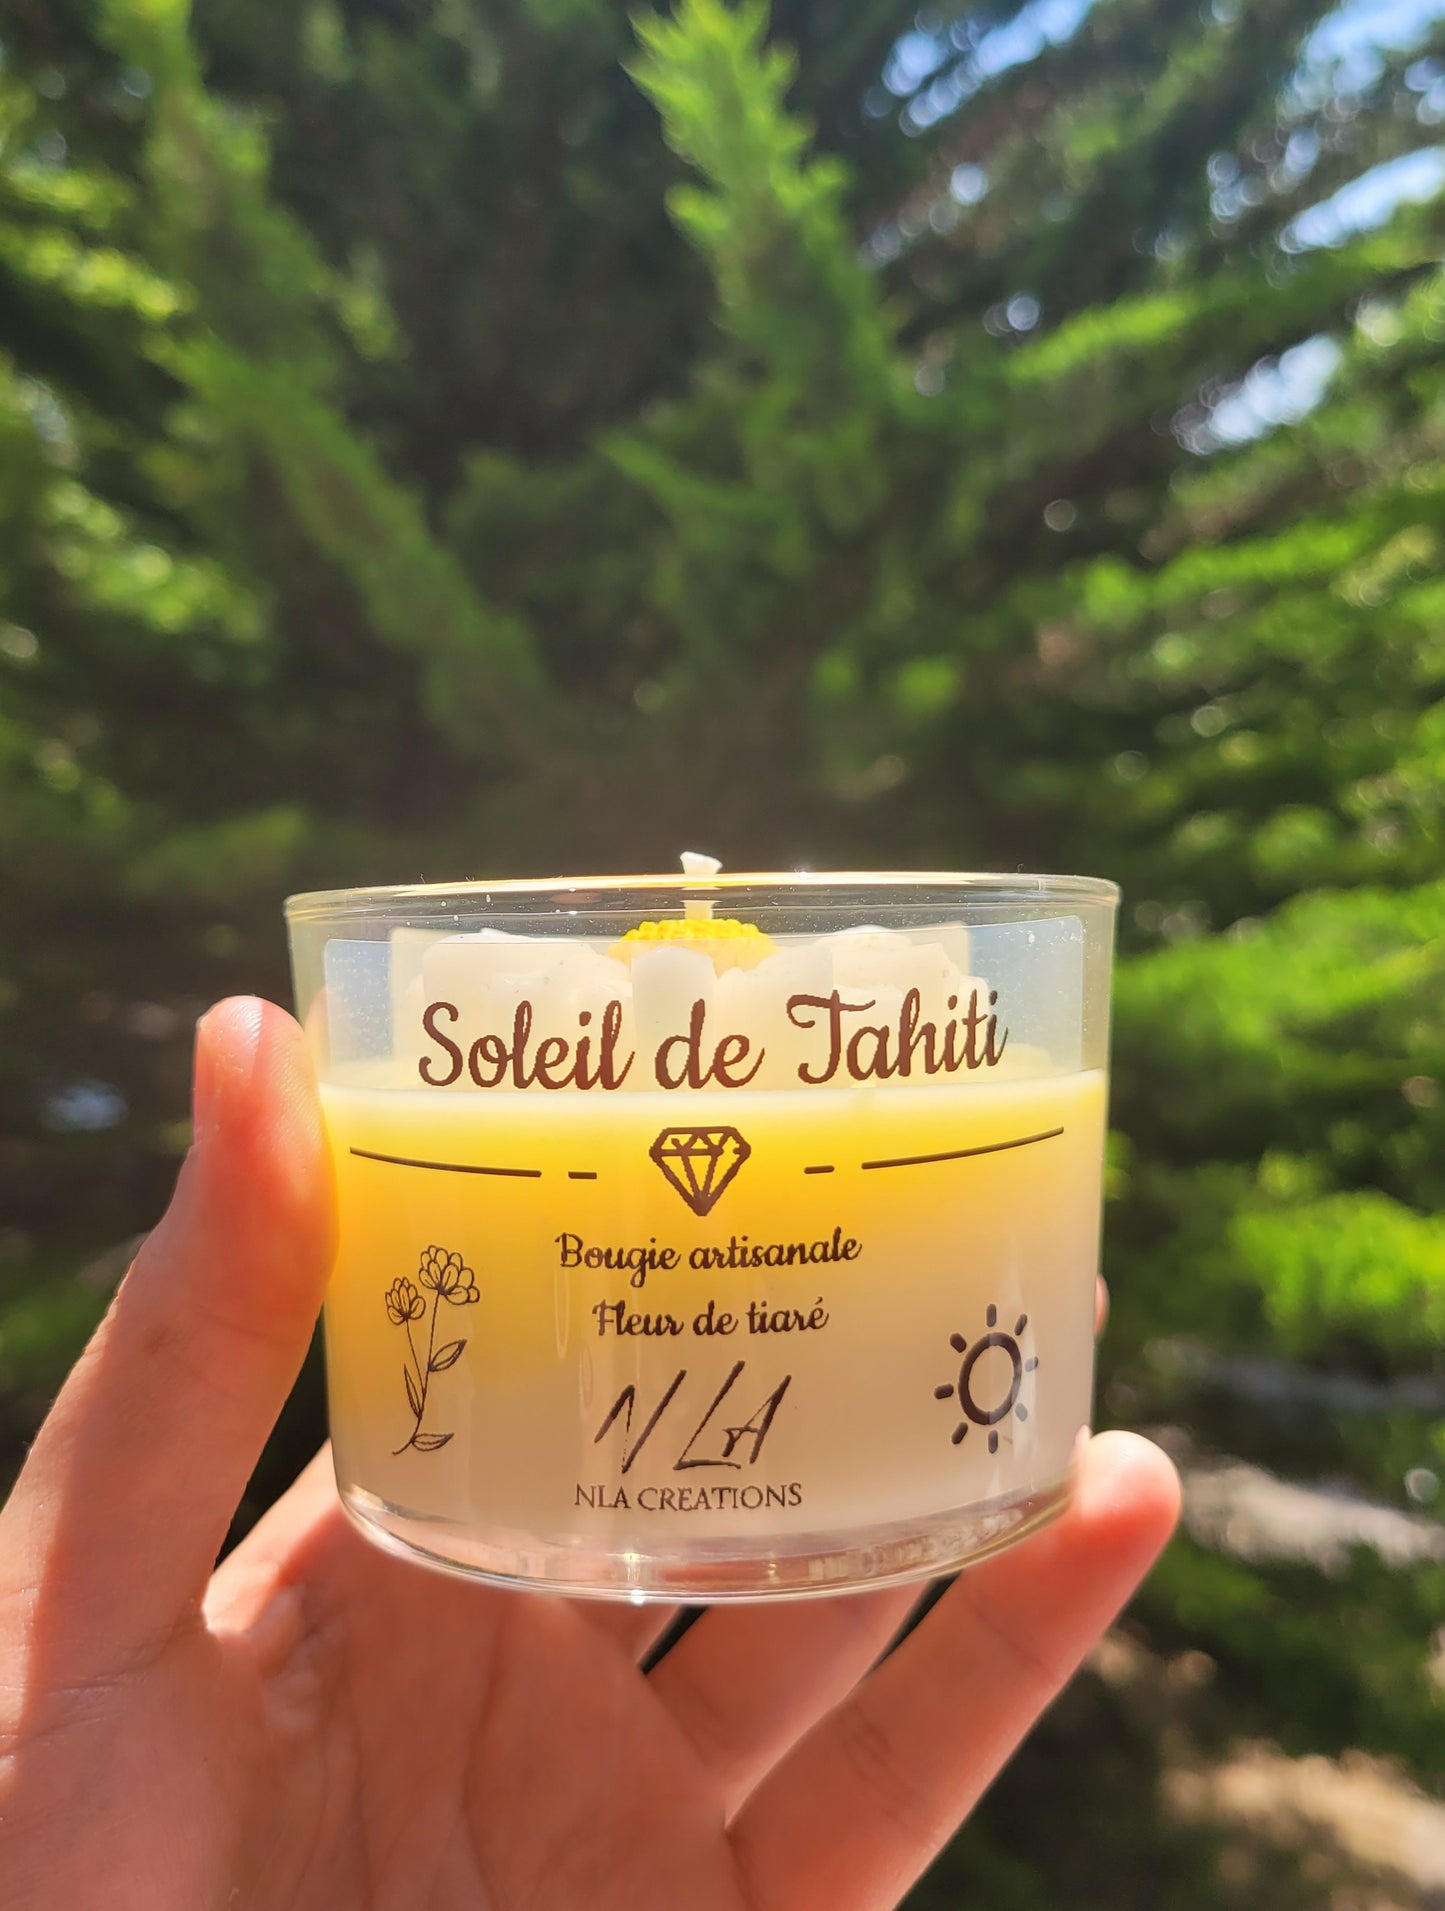 Soleil de Tahiti
Bougie artisanale
Fleur de tiaré
NLA
NLA CREATIONS